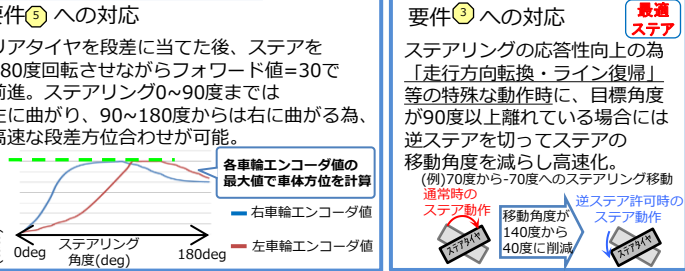 要件⑤ への対応
リアタイヤを段差に当てた後、ステアを
80度回転させながらフォワード値=30で
前進。ステアリング0~90度までは
左に曲がり、90~180度からは右に曲がる為、
高速な段差方位合わせが可能。
各車輪エンコーダ値の
最大値で車体方位を計算
右車輪エンコーダ値
左車輪エンコーダ値
0deg
ステアリング
角度(deg)
180deg
要件③ への対応
最適
ステア
ステアリングの応答性向上の為
「走行方向転換・ライン復帰」
等の特殊な動作時に、目標角度
が90度以上離れている場合には
逆ステアを切ってステアの
移動角度を減らし高速化。
(例)70度から-70度へのステアリング移動
通常時の
ステア動作
ステアタイヤ
移動角度が
140度から
40度に削減
逆ステア許可時の
ステア動作
ステアタイヤ